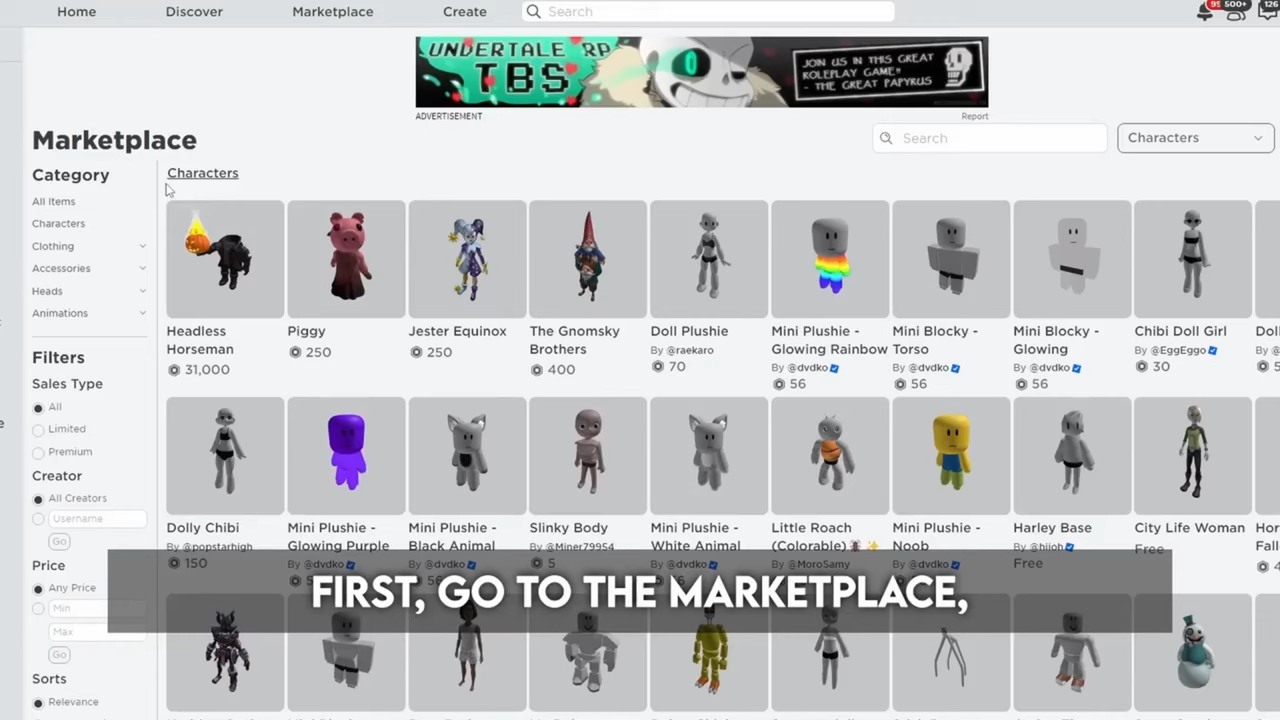 Home Discover Marketplace Create Search 500+ 126
UNDERTALE RP
TBS
JOIN US IN THIS GREAT
ROLEPLAY GAME"
- THE GREAT PAPYRUS
ADVERTISEMENT Report
Marketplace
Search
Characters
Category
All Items
Characters
Clothing
Accessories
Heads
Animations
Filters
Sales Type
All
Limited
Premium
Creator
All Creators
Username
Go
Price
Any Price
Min
Max
Go
Sorts
Relevance
Characters
Headless
Horseman
31,000
Piggy
250
Jester Equinox
250
The Gnomsky
Brothers
400
Doll Plushie
By @raekaro
70
Mini Plushie -
Glowing Rainbow
By @dvdko
56
Mini Blocky -
Torso
By @dvdko
56
Mini Blocky -
Glowing
By @dvdko
56
Chibi Doll Girl
By @EggEggo
30
Dolly Chibi
By @popstarhigh
150
Mini Plushie -
Glowing Purple
By @dvdko
Mini Plushie -
Black Animal
By @dvdko
Slinky Body
By @Miner79954
5
Mini Plushie -
White Animal
By @dvdko
Little Roach
(Colorable) 🪳 ✨
By @MoroSamy
Mini Plushie -
Noob
By @dvdko
Harley Base
By @hiioh
Free
City Life Woman
Free
FIRST, GO TO THE MARKETPLACE,